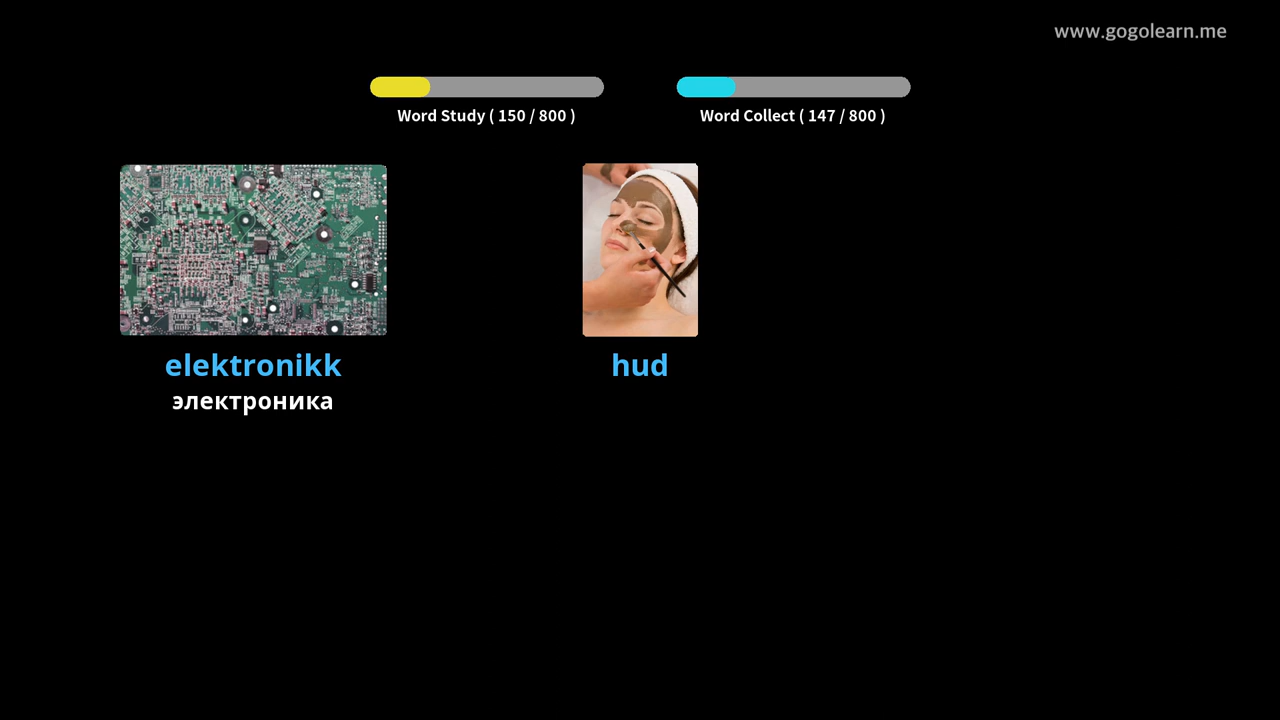 www.gogolearn.me
Word Study ( 150 / 800 )
Word Collect ( 147 / 800 )
elektronikk
электроника
hud